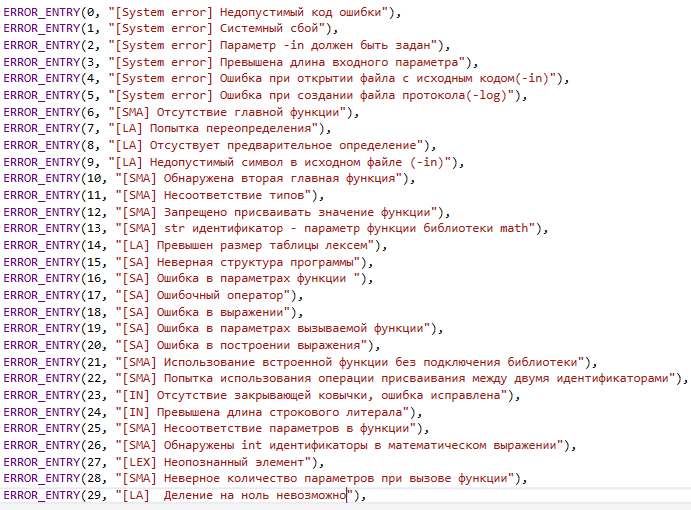 ERROR_ENTRY(0, "[System error] Недопустимый код ошибки"),
ERROR_ENTRY(1, "[System error] Системный сбой"),
ERROR_ENTRY(2, "[System error] Параметр -in должен быть задан"),
ERROR_ENTRY(3, "[System error] Превышена длина входного параметра"),
ERROR_ENTRY(4, "[System error] Ошибка при открытии файла с исходным кодом(-in)"),
ERROR_ENTRY(5, "[System error] Ошибка при создании файла протокола(-log)"),
ERROR_ENTRY(6, "[SMA] Отсутствие главной функции"),
ERROR_ENTRY(7, "[LA] Попытка переопределения"),
ERROR_ENTRY(8, "[LA] Отсуствует предварительное определение"),
ERROR_ENTRY(9, "[LA] Недопустимый символ в исходном файле (-in)"),
ERROR_ENTRY(10, "[SMA] Обнаружена вторая главная функция"),
ERROR_ENTRY(11, "[SMA] Несоответствие типов"),
ERROR_ENTRY(12, "[SMA] Запрещено присваивать значение функции"),
ERROR_ENTRY(13, "[SMA] str идентификатор - параметр функции библиотеки math"),
ERROR_ENTRY(14, "[LA] Превышен размер таблицы лексем"),
ERROR_ENTRY(15, "[SA] Неверная структура программы"),
ERROR_ENTRY(16, "[SA] Ошибка в параметрах функции "),
ERROR_ENTRY(17, "[SA] Ошибочный оператор"),
ERROR_ENTRY(18, "[SA] Ошибка в выражении"),
ERROR_ENTRY(19, "[SA] Ошибка в параметрах вызываемой функции"),
ERROR_ENTRY(20, "[SA] Ошибка в построении выражения"),
ERROR_ENTRY(21, "[SMA] Использование встроенной функции без подключения библиотеки"),
ERROR_ENTRY(22, "[SMA] Попытка использования операции присваивания между двумя идентификаторами"),
ERROR_ENTRY(23, "[IN] Отсутствие закрывающей ковычки, ошибка исправлена"),
ERROR_ENTRY(24, "[IN] Превышена длина строкового литерала"),
ERROR_ENTRY(25, "[SMA] Несоответствие параметров в функции"),
ERROR_ENTRY(26, "[SMA] Обнаружены int идентификаторы в математическом выражении"),
ERROR_ENTRY(27, "[LEX] Неопознанный элемент"),
ERROR_ENTRY(28, "[SMA] Неверное количество параметров при вызове функции"),
ERROR_ENTRY(29, "[LA]  Деление на ноль невозможно"),